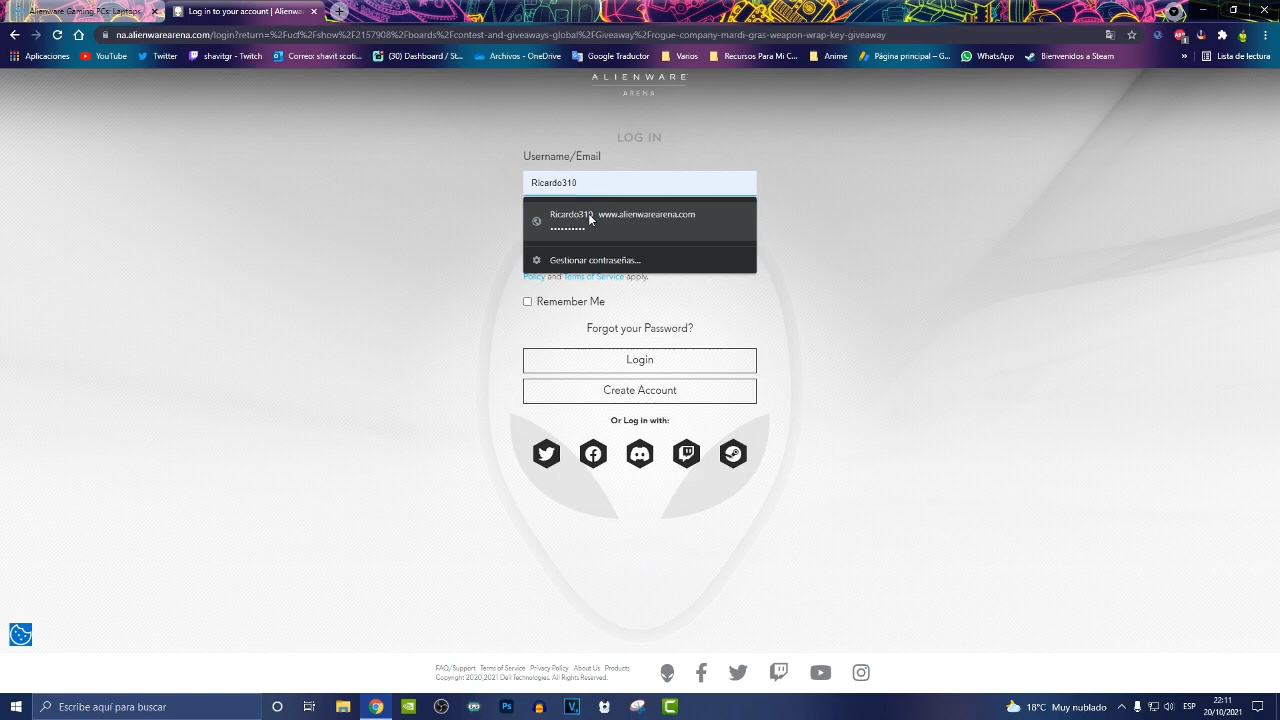 Alienware Gaming PCs: Laptops
Log in to your account | Alienwa
na.alienwarearena.com/login?return=%2Fucf%2Fshow%2F2157908%2Fboards%2Fcontest-and-giveaways-global%2FGiveaway%2Frogue-company-mardi-gras-weapon-wrap-key-giveaway
Aplicaciones YouTube Twitter shavitgr - Twitch Correo: shavit scoti... (30) Dashboard / St... Archivos - OneDrive Google Traductor Varios Recursos Para Mi C... Anime Página principal – G... WhatsApp Bienvenidos a Steam » Lista de lectura
ALIENWARE
ARENA
LOG IN
Username/Email
Ricardo310
Ricardo310 www.alienwarearena.com
••••••••••
Gestionar contraseñas...
Policy and Terms of Service apply.
Remember Me
Forgot your Password?
Login
Create Account
Or Log in with:
FAQ/Support Terms of Service Privacy Policy About Us Products
Copyright 2020,2021 Dell Technologies. All Rights Reserved.
Escribe aquí para buscar
18°C Muy nublado
ESP
22:11
20/10/2021